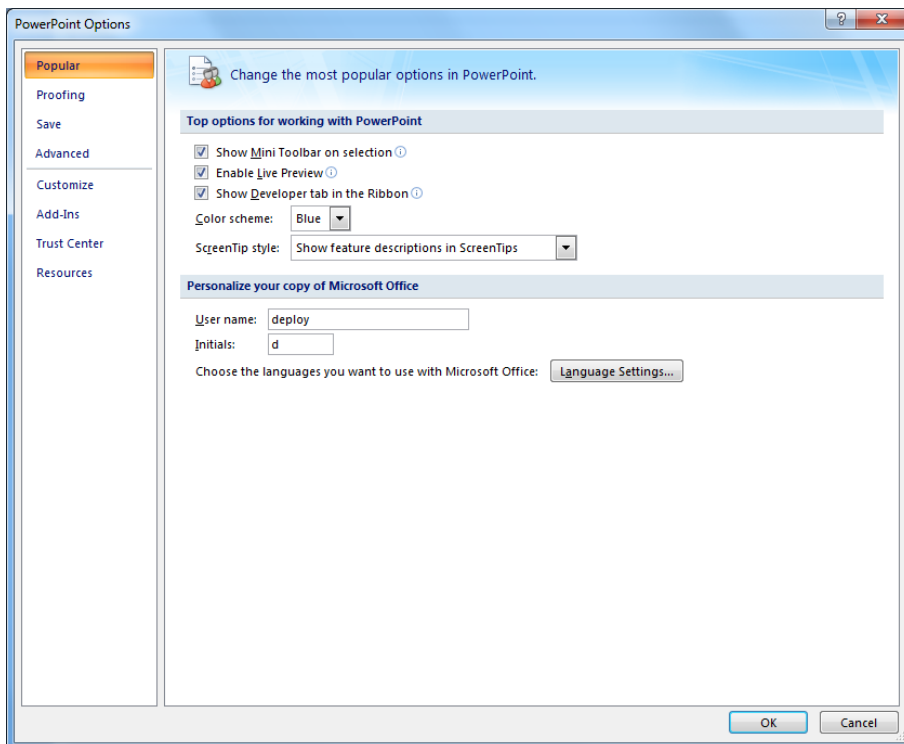 PowerPoint Options
Popular
Proofing
Save
Advanced
Customize
Add-Ins
Trust Center
Resources
Change the most popular options in PowerPoint.
Top options for working with PowerPoint
Show Mini Toolbar on selection
Enable Live Preview
Show Developer tab in the Ribbon
Color scheme: Blue
ScreenTip style: Show feature descriptions in ScreenTips
Personalize your copy of Microsoft Office
User name: deploy
Initials: d
Choose the languages you want to use with Microsoft Office: Language Settings...
OK Cancel